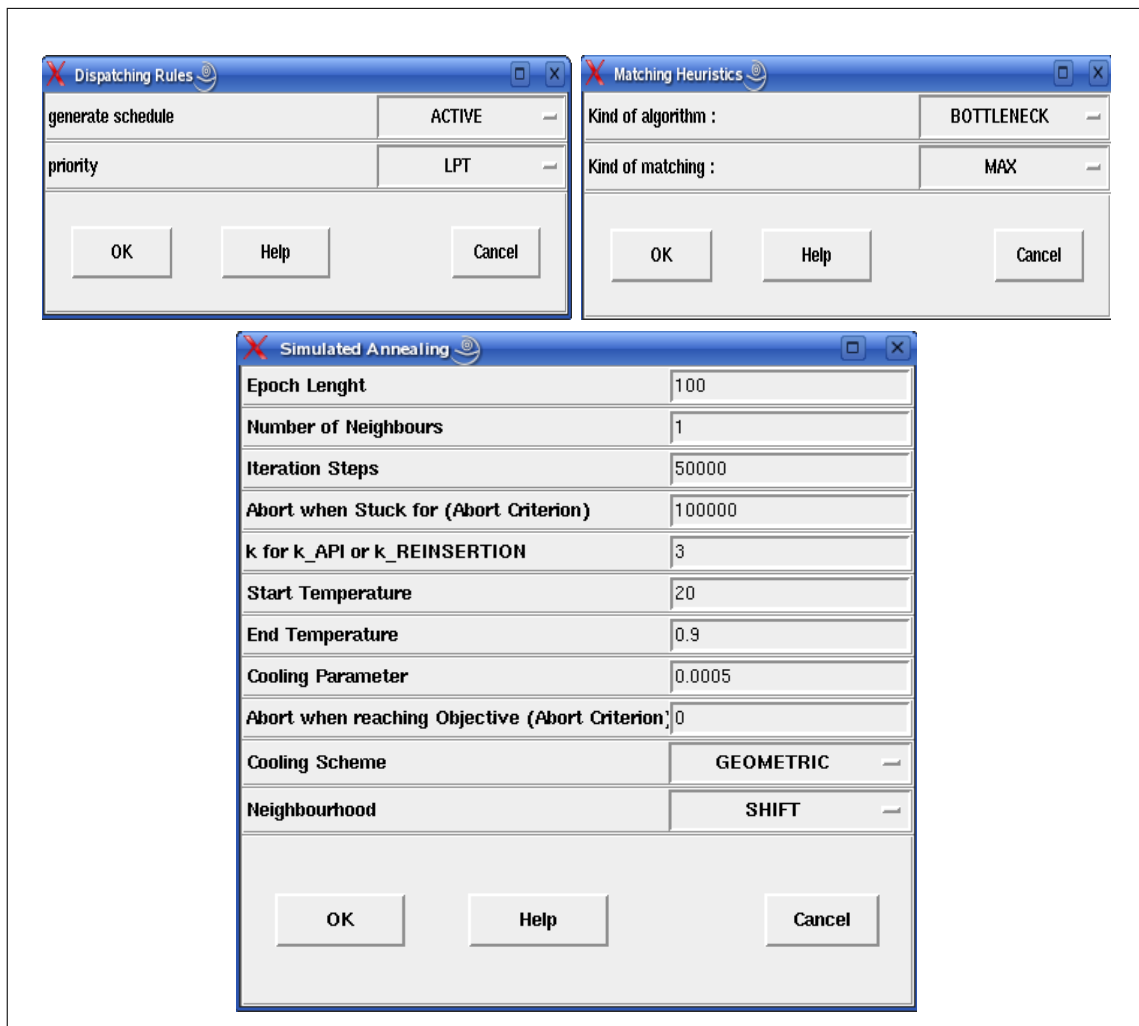 Dispatching Rules
generate schedule ACTIVE
priority LPT
OK Help Cancel
Matching Heuristics
Kind of algorithm : BOTTLENECK
Kind of matching : MAX
OK Help Cancel
Simulated Annealing
Epoch Lenght 100
Number of Neighbours 1
Iteration Steps 50000
Abort when Stuck for (Abort Criterion) 100000
k for k_API or k_REINSERTION 3
Start Temperature 20
End Temperature 0.9
Cooling Parameter 0.0005
Abort when reaching Objective (Abort Criterion) 0
Cooling Scheme GEOMETRIC
Neighbourhood SHIFT
OK Help Cancel